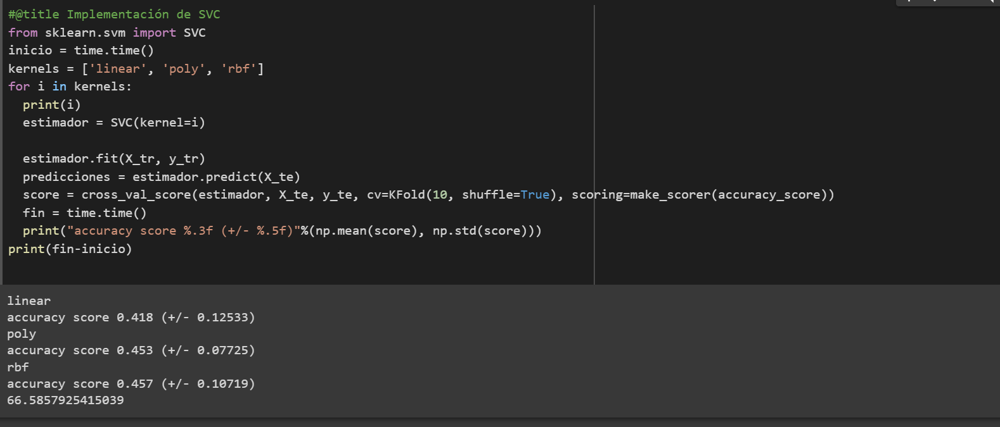 #@title Implementación de SVC
from sklearn.svm import SVC
inicio = time.time()
kernels = ['linear', 'poly', 'rbf']
for i in kernels:
  print(i)
  estimador = SVC(kernel=i)

  estimador.fit(X_tr, y_tr)
  predicciones = estimador.predict(X_te)
  score = cross_val_score(estimador, X_te, y_te, cv=KFold(10, shuffle=True), scoring=make_scorer(accuracy_score))
  fin = time.time()
  print("accuracy score %.3f (+/- %.5f)"%(np.mean(score), np.std(score)))
print(fin-inicio)
linear
accuracy score 0.418 (+/- 0.12533)
poly
accuracy score 0.453 (+/- 0.07725)
rbf
accuracy score 0.457 (+/- 0.10719)
66.5857925415039